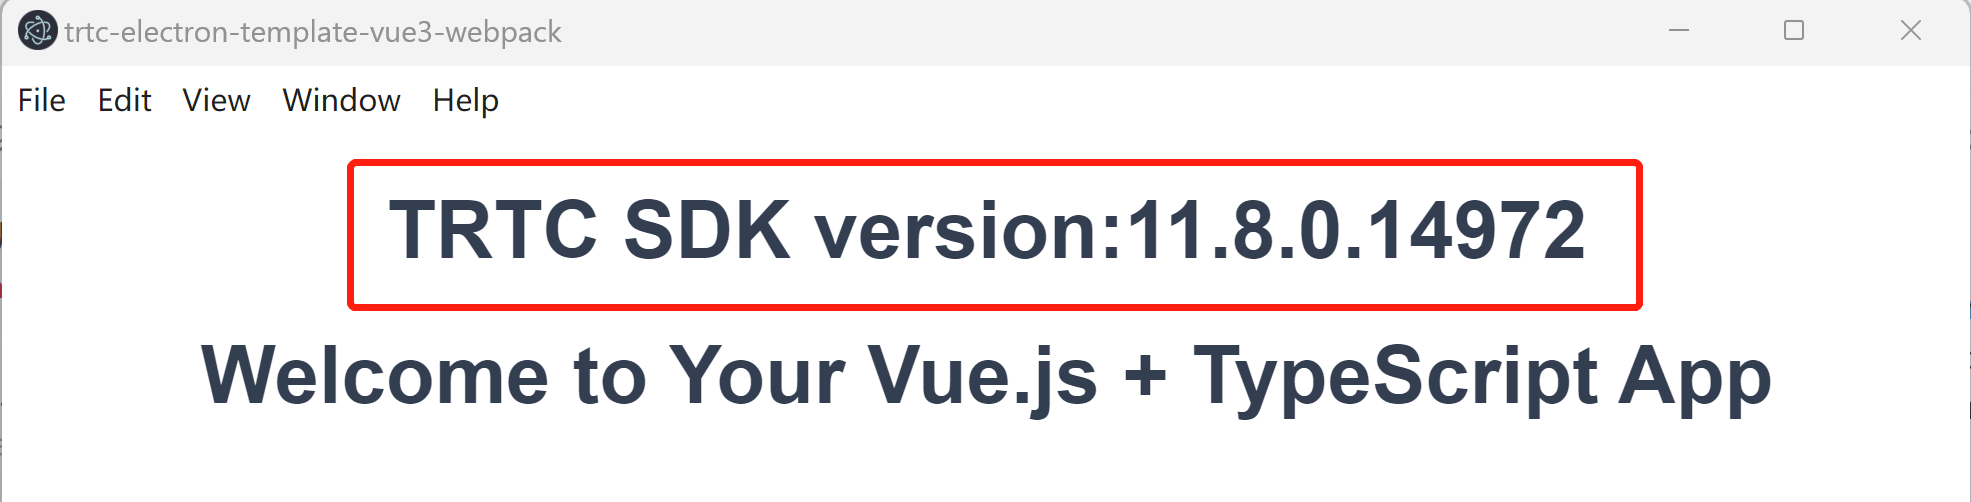 trtc-electron-template-vue3-webpack
File Edit View Window Help
TRTC SDK version:11.8.0.14972
Welcome to Your Vue.js + TypeScript App